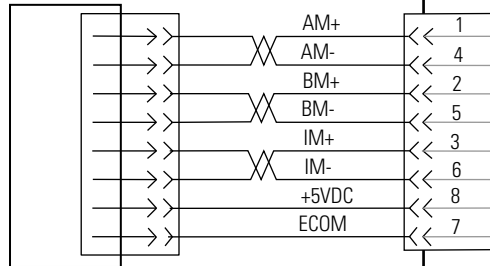 AM+ 1
AM- 4
BM+ 2
BM- 5
IM+ 3
IM- 6
+5VDC 8
ECOM 7